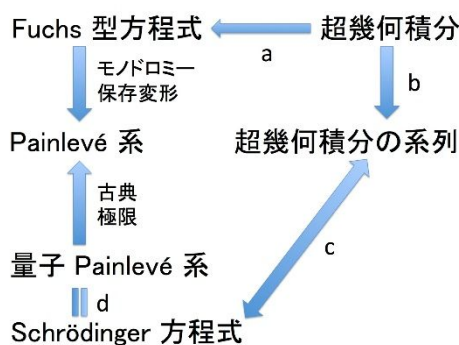 Fuchs 型方程式
超幾何積分
a
モノドロミー
保存変形
b
Painlevé 系
超幾何積分の系列
古典
極限
c
量子 Painlevé 系
d
Schrödinger 方程式